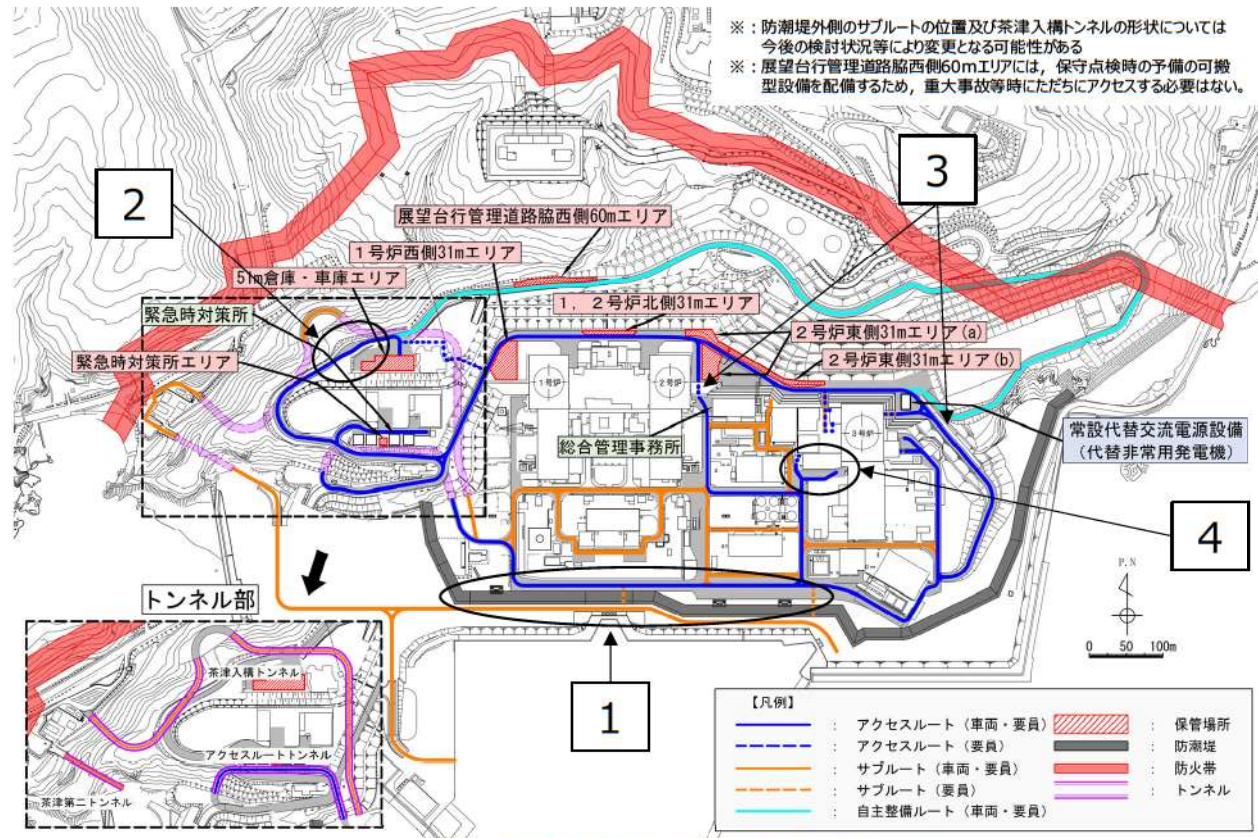 ※：防潮堤外側のサブルートの位置及び茶津入構トンネルの形状については
今後の検討状況等により変更となる可能性がある
※：展望台行管理道路脇西側60mエリアには，保守点検時の予備の可搬
型設備を配備するため，重大事故等時にただちにアクセスする必要はない。
2
3
展望台行管理道路脇西側60mエリア
1号炉西側31mエリア
51m倉庫・車庫エリア
緊急時対策所
緊急時対策所エリア
1，2号炉北側31mエリア
2号炉東側31mエリア(a)
2号炉東側31mエリア(b)
1号炉
2号炉
3号炉
総合管理事務所
常設代替交流電源設備
(代替非常用発電機)
4
トンネル部
1
P.N
0 50 100m
茶津入構トンネル
アクセスルートトンネル
茶津第二トンネル
【凡例】
： アクセスルート（車両・要員）
： アクセスルート（要員）
： サブルート（車両・要員）
： サブルート（要員）
： 自主整備ルート（車両・要員）
： 保管場所
： 防潮堤
： 防火帯
： トンネル